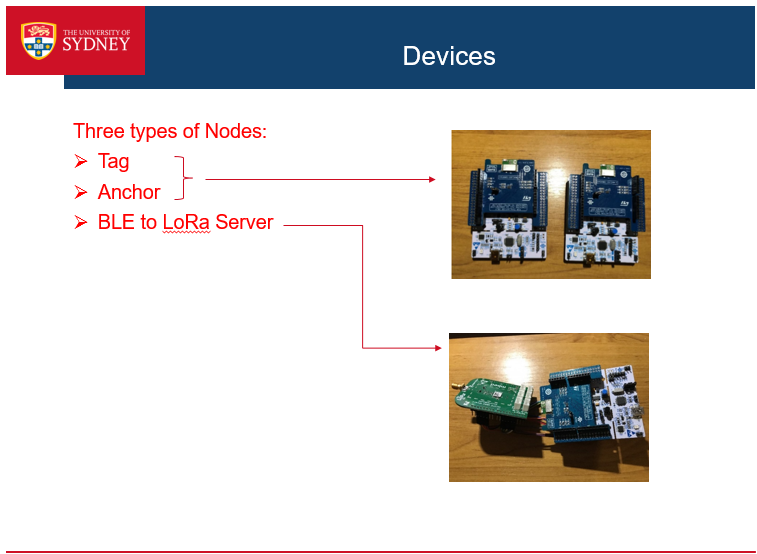 THE UNIVERSITY OF
SYDNEY
Devices
Three types of Nodes:
Tag
Anchor
BLE to LoRa Server